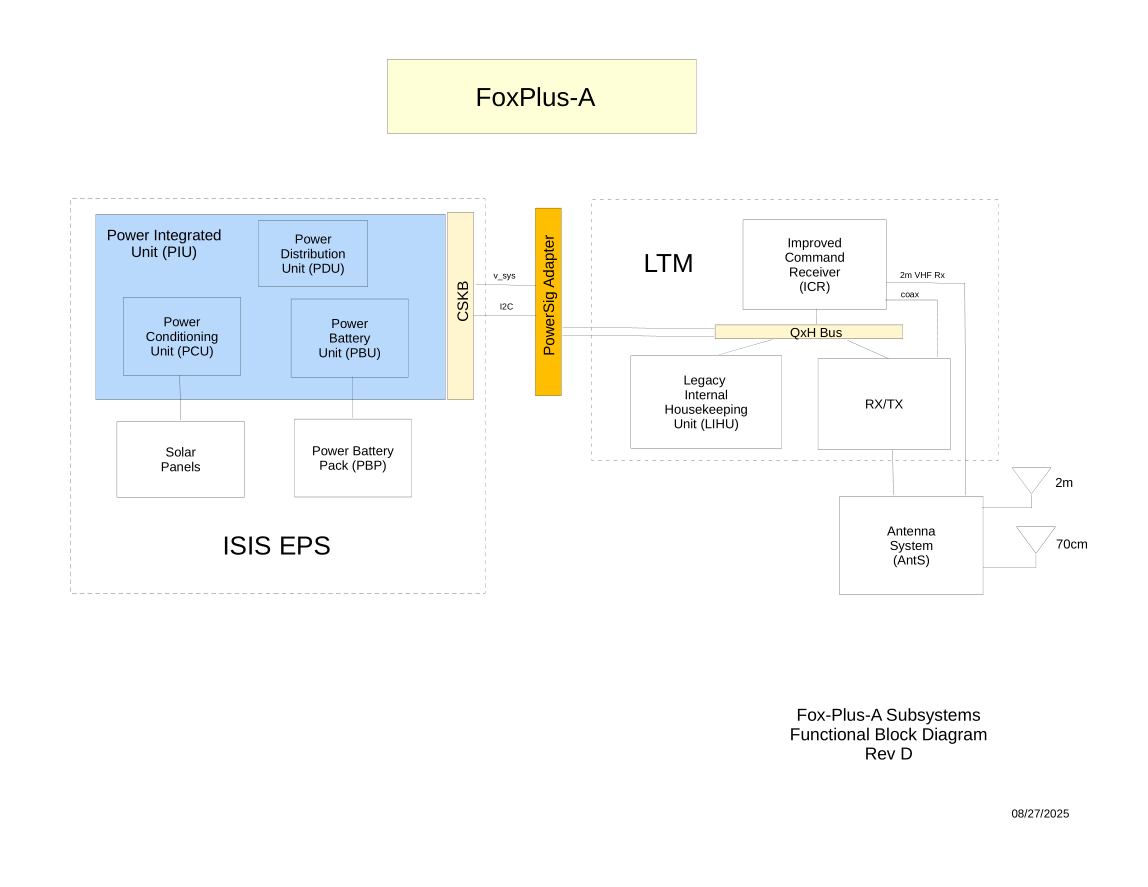 FoxPlus-A
Power Integrated
Unit (PIU)
Power
Distribution
Unit (PDU)
Power
Conditioning
Unit (PCU)
Power
Battery
Unit (PBU)
CSKB
Solar
Panels
Power Battery
Pack (PBP)
ISIS EPS
v_sys
I2C
PowerSig Adapter
LTM
Improved
Command
Receiver
(ICR)
2m VHF Rx
coax
QxH Bus
Legacy
Internal
Housekeeping
Unit (LIHU)
RX/TX
Antenna
System
(AntS)
2m
70cm
Fox-Plus-A Subsystems
Functional Block Diagram
Rev D
08/27/2025